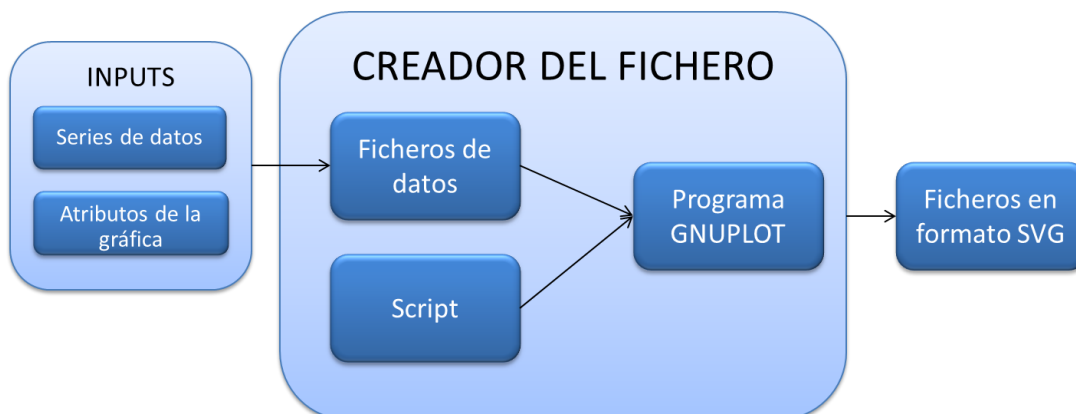 INPUTS
Series de datos
Atributos de la
gráfica
CREADOR DEL FICHERO
Ficheros de
datos
Script
Programa
GNUPLOT
Ficheros en
formato SVG